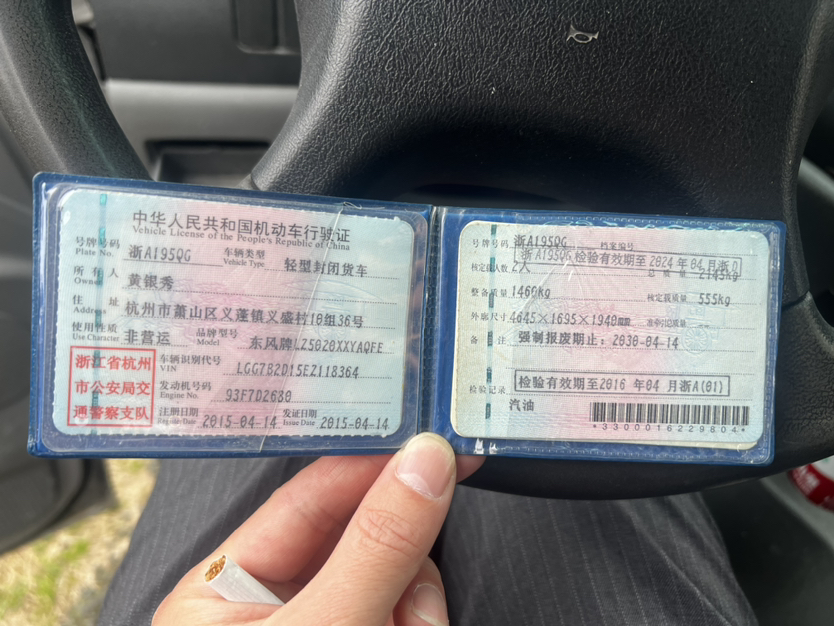 中华人民共和国机动车行驶证
Vehicle License of the People's Republic of China
号牌号码 浙A195QG 车辆类型 轻型封闭货车
Plate No. Vehicle Type
所有人 黄银秀
Owner
住址 杭州市萧山区义蓬镇义盛村10组36号
Address
使用性质 非营运 品牌型号 东风牌LZ5020XXYAQFE
Use Character Model
浙江省杭州
市公安局交
通警察支队
车辆识别代号 LGG7B2D15EZ118364
VIN
发动机号码 93F7D2680
Engine No.
注册日期 2015-04-14 发证日期 2015-04-14
Register Date Issue Date
号牌号码 浙A195QG 档案编号
浙A195QG 检验有效期至2024年04月浙D
核定载人数 2人 总质量 2145kg
整备质量 1460kg 核定载质量 555kg
外廓尺寸 4645×1695×1940mm 准牵引总质量 --
备注 强制报废期止：2030-04-14
检验记录 检验有效期至2016年04月浙A(01)
汽油
*3300016229804*